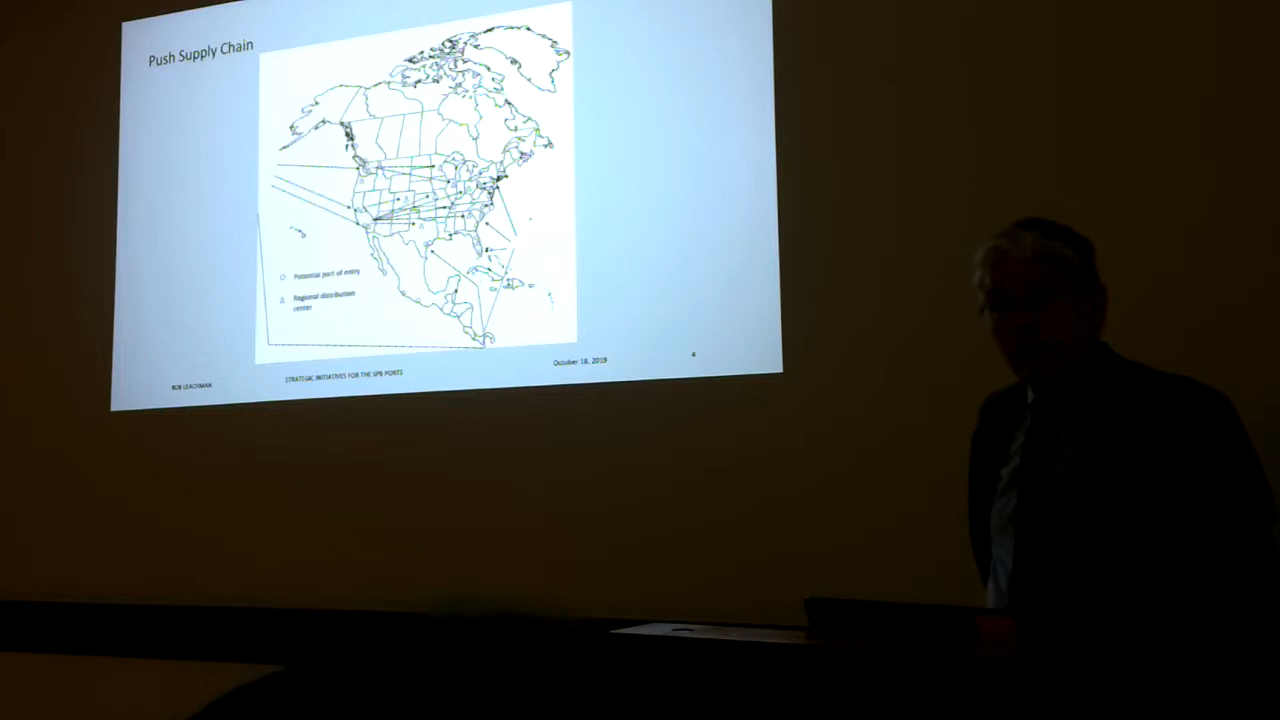 Push Supply Chain
Potential port of entry
Regional distribution
center
October 18, 2019
4
ROB LEACHMAN
STRATEGIC INITIATIVES FOR THE SPB PORTS